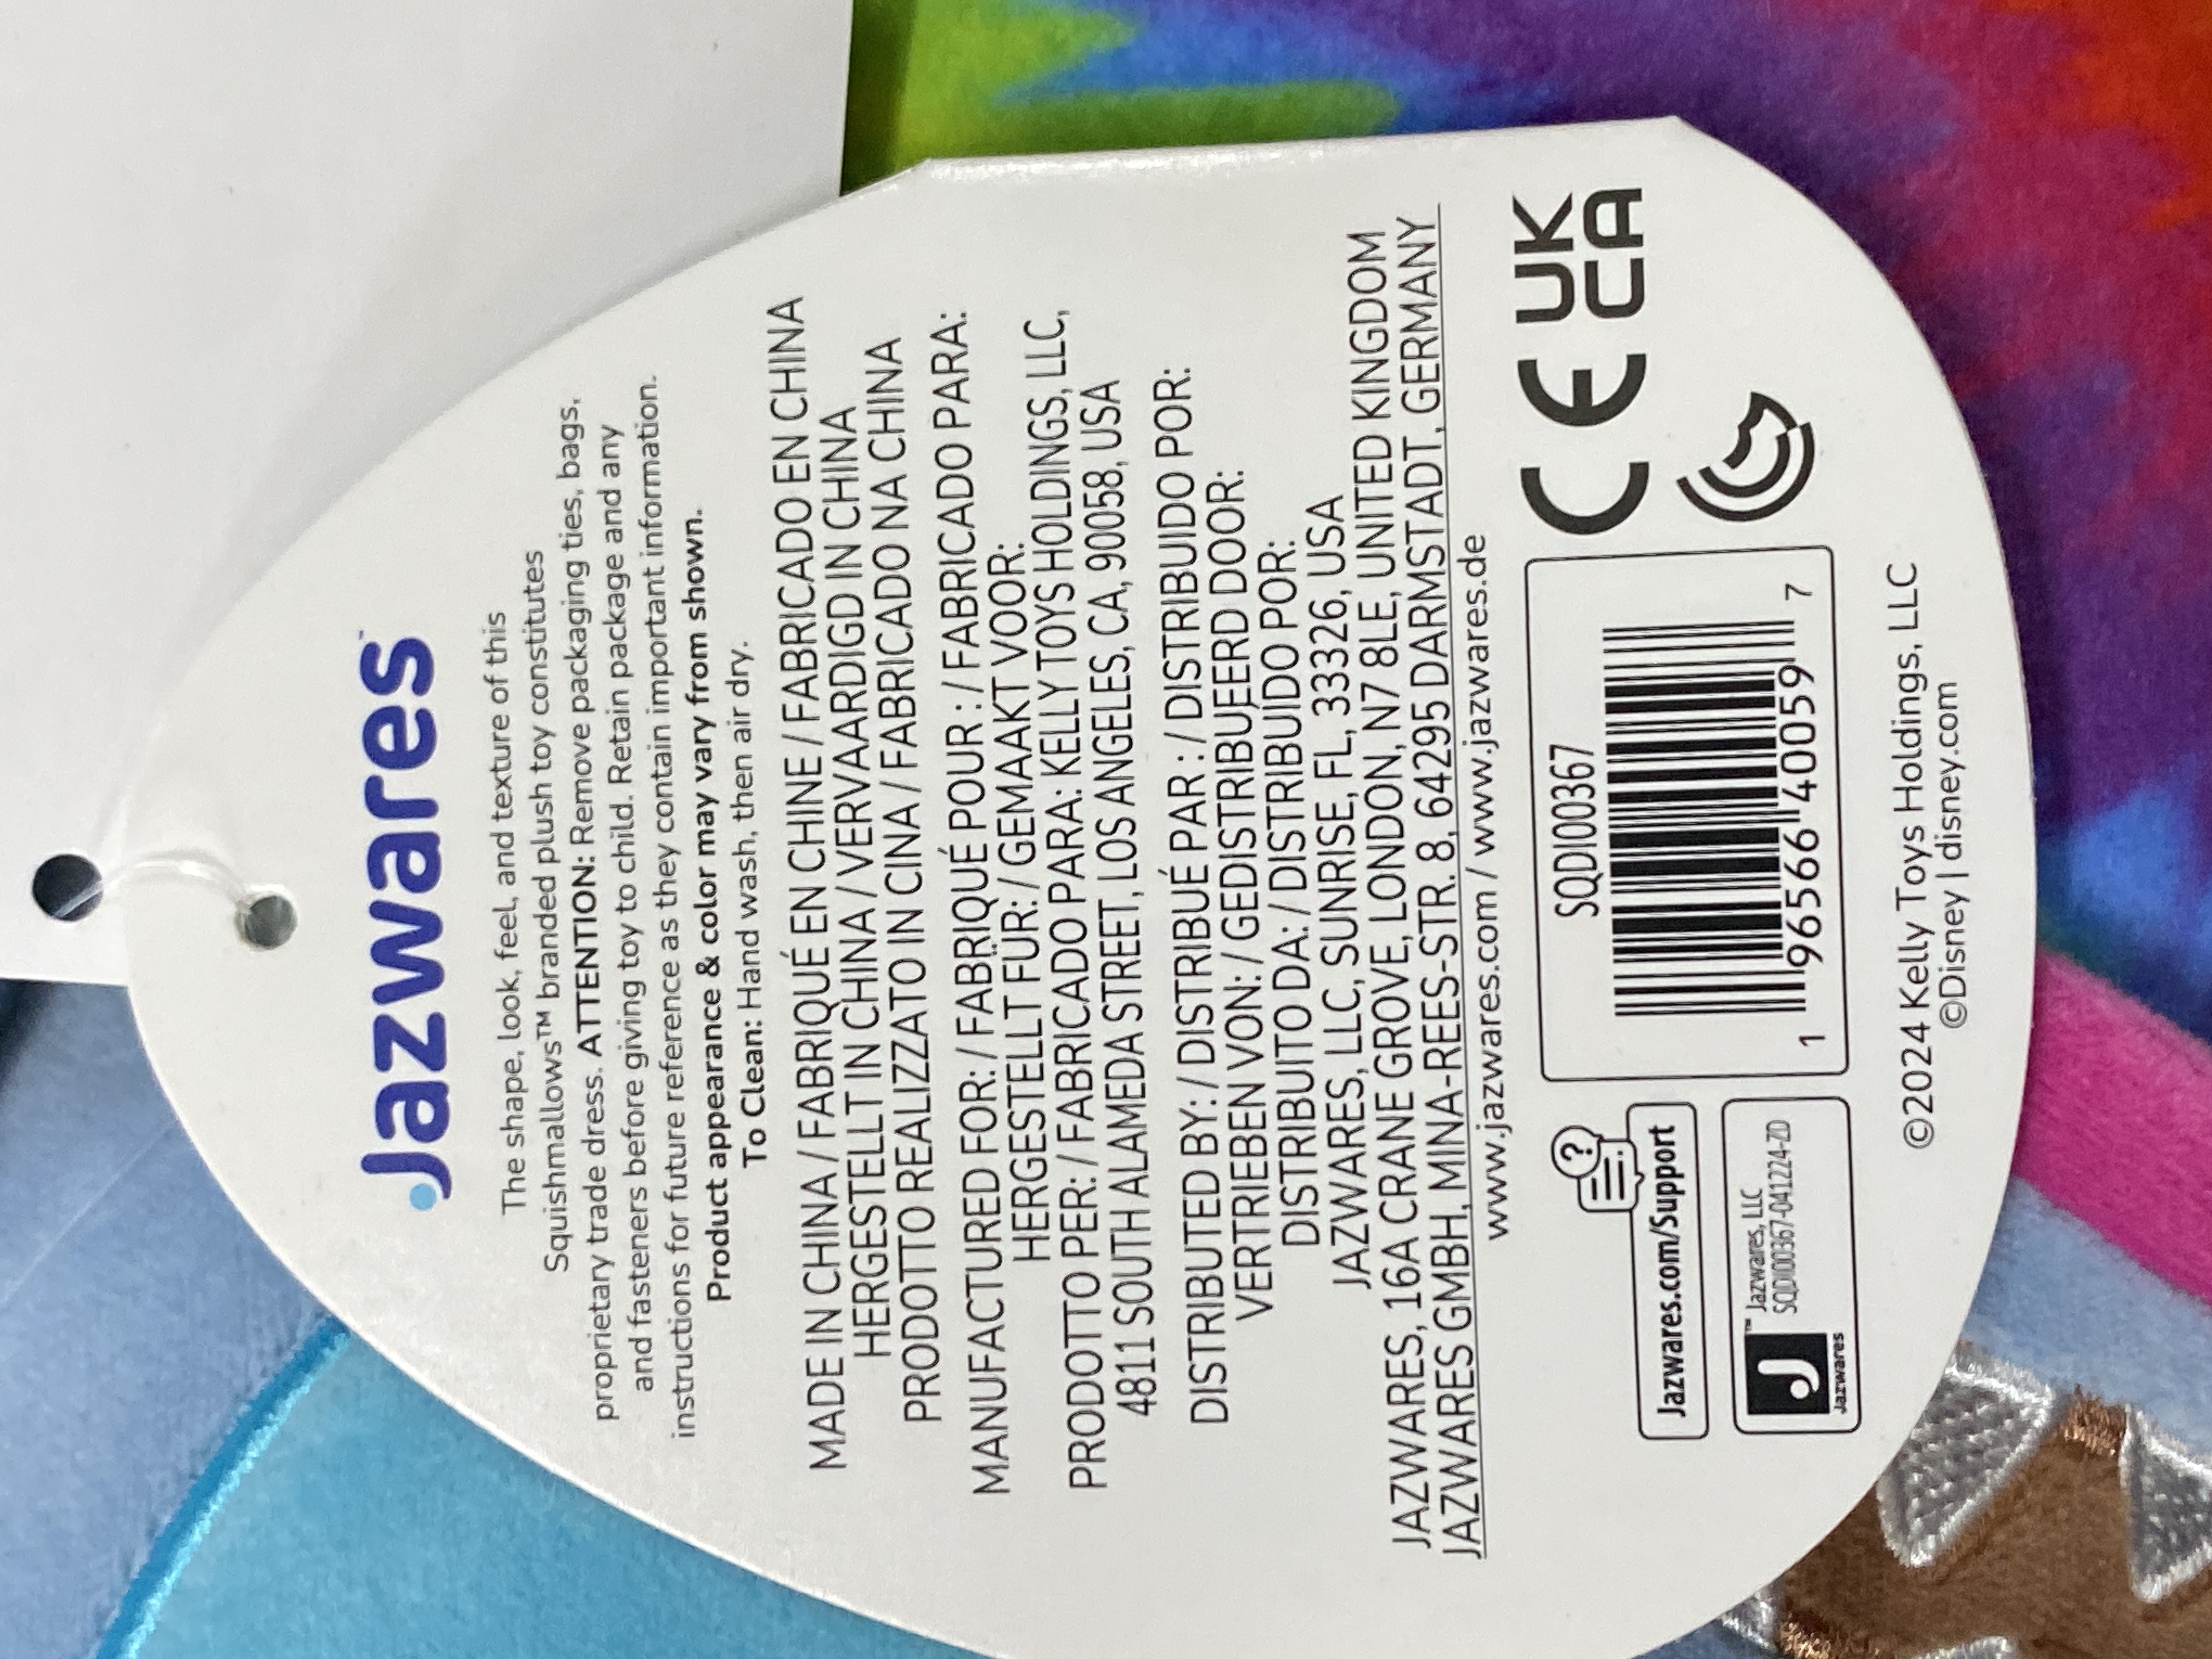 Jazwares™
The shape, look, feel, and texture of this
Squishmallows™ branded plush toy constitutes
proprietary trade dress. ATTENTION: Remove packaging ties, bags,
and fasteners before giving toy to child. Retain package and any
instructions for future reference as they contain important information.
Product appearance & color may vary from shown.
To Clean: Hand wash, then air dry.
MADE IN CHINA / FABRIQUÉ EN CHINE / FABRICADO EN CHINA
HERGESTELLT IN CHINA / VERVAARDIGD IN CHINA
PRODOTTO REALIZZATO IN CINA / FABRICADO NA CHINA
MANUFACTURED FOR: / FABRIQUÉ POUR : / FABRICADO PARA:
HERGESTELLT FÜR: / GEMAAKT VOOR:
PRODOTTO PER: / FABRICADO PARA: KELLY TOYS HOLDINGS, LLC,
4811 SOUTH ALAMEDA STREET, LOS ANGELES, CA, 90058, USA
DISTRIBUTED BY: / DISTRIBUÉ PAR : / DISTRIBUIDO POR:
VERTRIEBEN VON: / GEDISTRIBUEERD DOOR:
DISTRIBUITO DA: / DISTRIBUÍDO POR:
JAZWARES, LLC, SUNRISE, FL, 33326, USA
JAZWARES, 16A CRANE GROVE, LONDON, N7 8LE, UNITED KINGDOM
JAZWARES GMBH, MINA-REES-STR. 8, 64295 DARMSTADT, GERMANY
www.jazwares.com / www.jazwares.de
Jazwares.com/Support
Jazwares™
Jazwares, LLC
SQDI00367-041224-ZD
SQDI00367
1 96566 40059 7
CE UK
CA
©2024 Kelly Toys Holdings, LLC
©Disney | disney.com